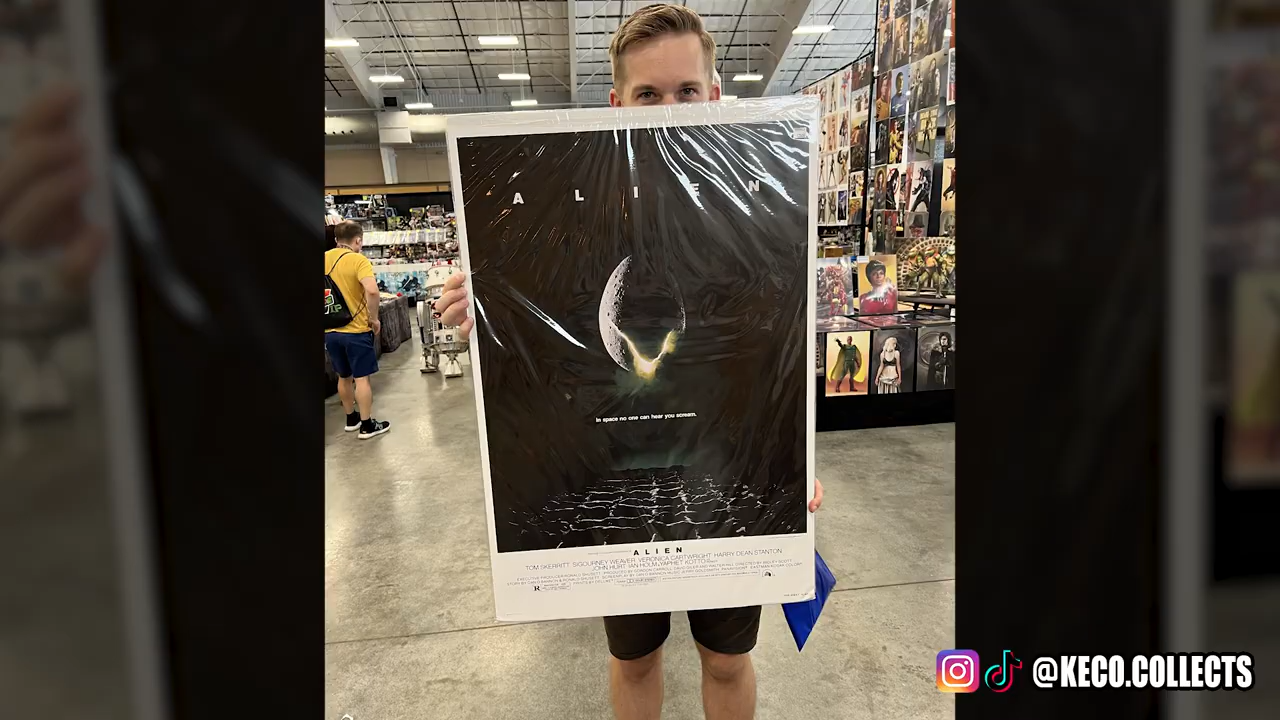 A L I E N
In space no one can hear you scream.
ALIEN
TOM SKERRITT SIGOURNEY WEAVER VERONICA CARTWRIGHT HARRY DEAN STANTON
JOHN HURT IAN HOLM YAPHET KOTTO
R
@KECO.COLLECTS